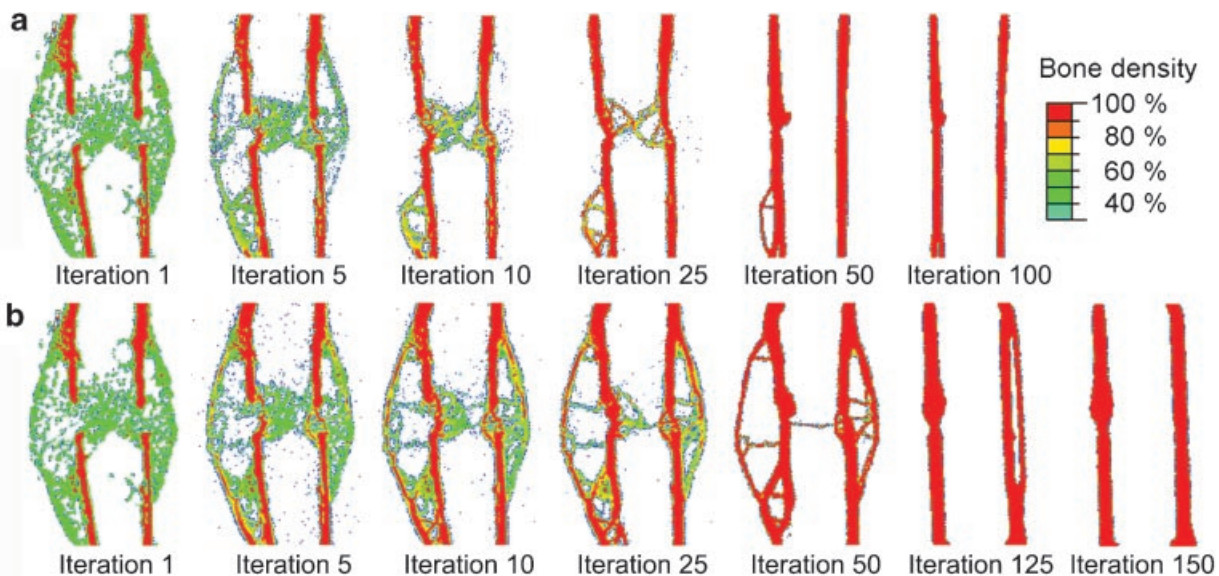 a
Bone density
100 %
80 %
60 %
40 %
Iteration 1 Iteration 5 Iteration 10 Iteration 25 Iteration 50 Iteration 100
b
Iteration 1 Iteration 5 Iteration 10 Iteration 25 Iteration 50 Iteration 125 Iteration 150